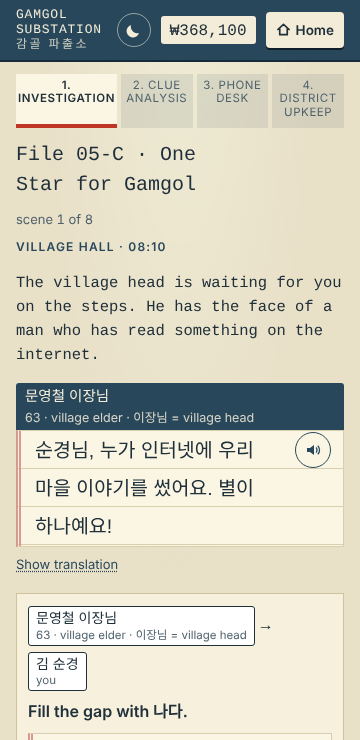 GAMGOL
SUBSTATION
감골 파출소
₩368,100
Home
1.
INVESTIGATION
2. CLUE
ANALYSIS
3. PHONE
DESK
4.
DISTRICT
UPKEEP
File 05-C · One
Star for Gamgol
scene 1 of 8
VILLAGE HALL · 08:10
The village head is waiting for you
on the steps. He has the face of a
man who has read something on the
internet.
문영철 이장님
63 · village elder · 이장님 = village head
순경님, 누가 인터넷에 우리
마을 이야기를 썼어요. 별이
하나예요!
Show translation
문영철 이장님
63 · village elder · 이장님 = village head
→
김 순경
you
Fill the gap with 나다.